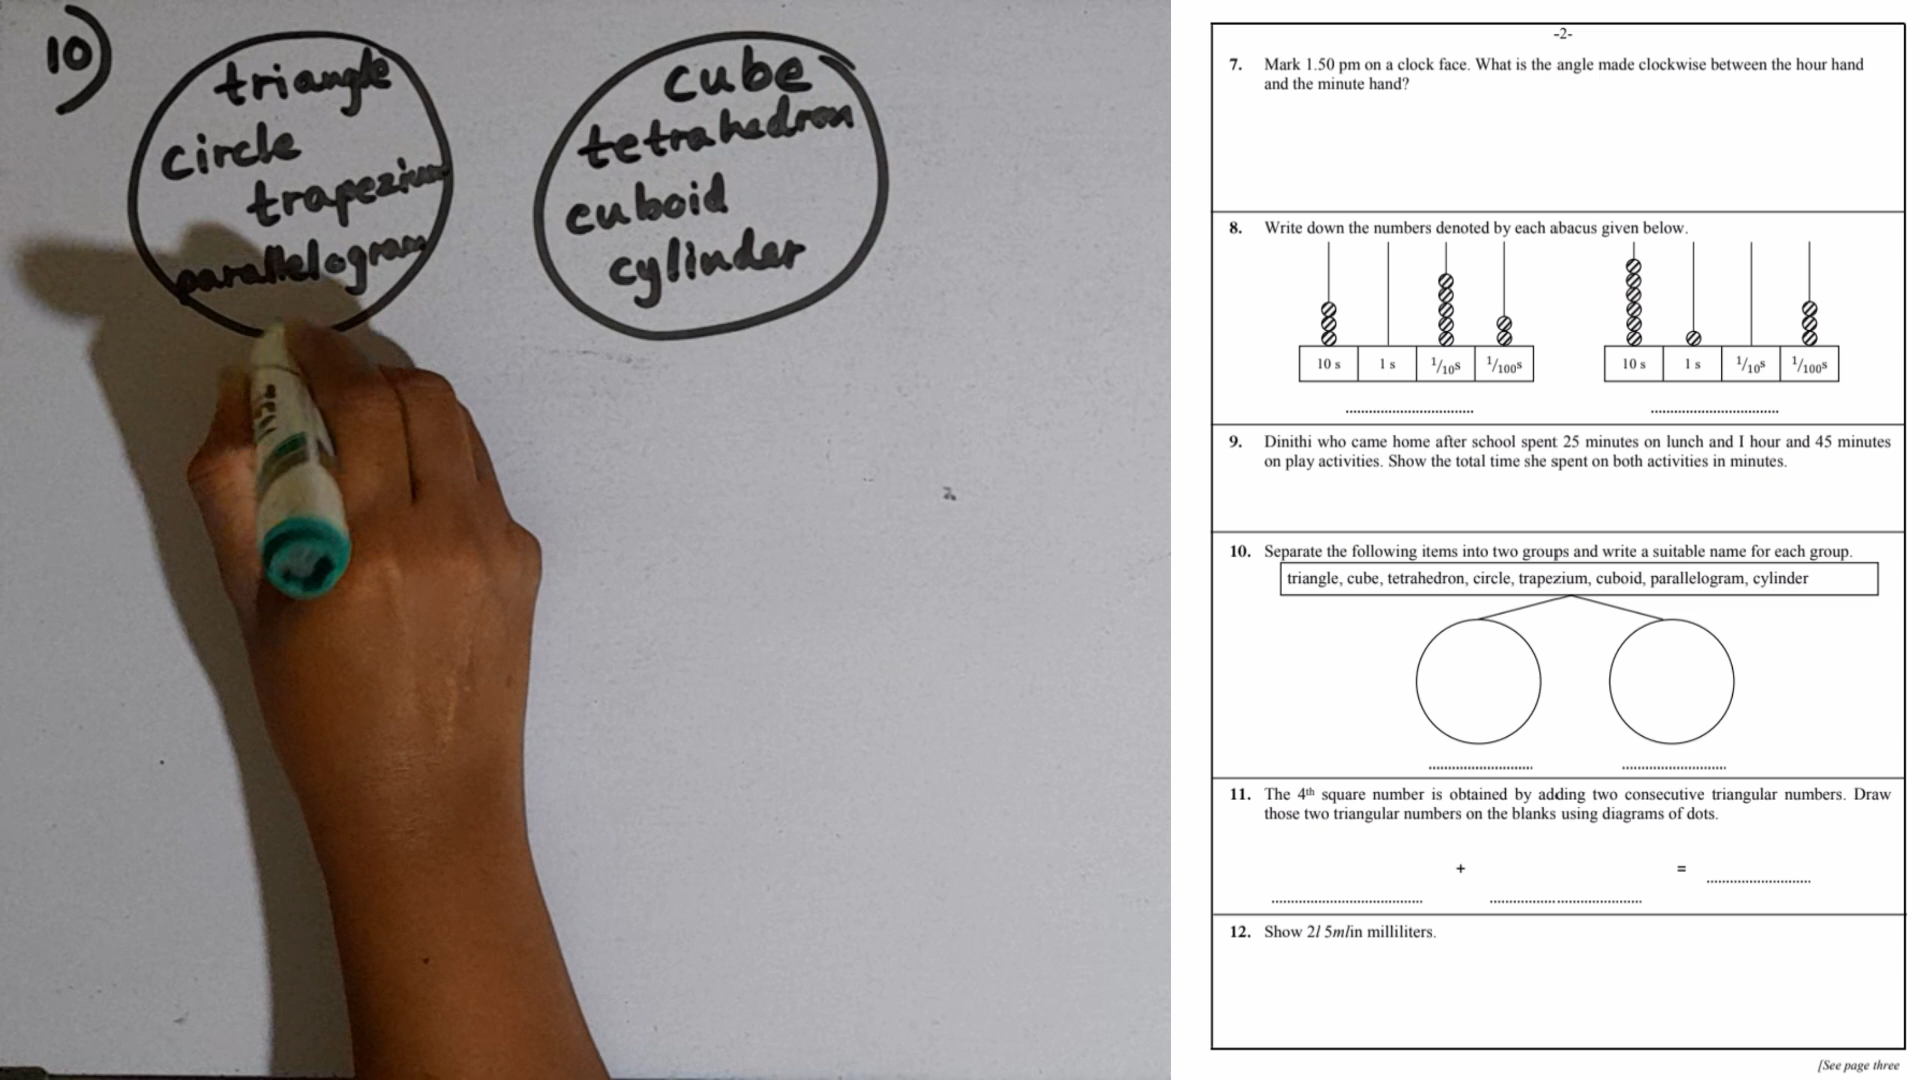 10)
triangle
circle
trapezium
parallelogram
cube
tetrahedron
cuboid
cylinder
-2-
7. Mark 1.50 pm on a clock face. What is the angle made clockwise between the hour hand
and the minute hand?
8. Write down the numbers denoted by each abacus given below.
10 s 1 s 1/10s 1/100s 10 s 1 s 1/10s 1/100s
9. Dinithi who came home after school spent 25 minutes on lunch and I hour and 45 minutes
on play activities. Show the total time she spent on both activities in minutes.
10. Separate the following items into two groups and write a suitable name for each group.
triangle, cube, tetrahedron, circle, trapezium, cuboid, parallelogram, cylinder
11. The 4th square number is obtained by adding two consecutive triangular numbers. Draw
those two triangular numbers on the blanks using diagrams of dots.
+ =
12. Show 2l 5mlin milliliters.
[See page three